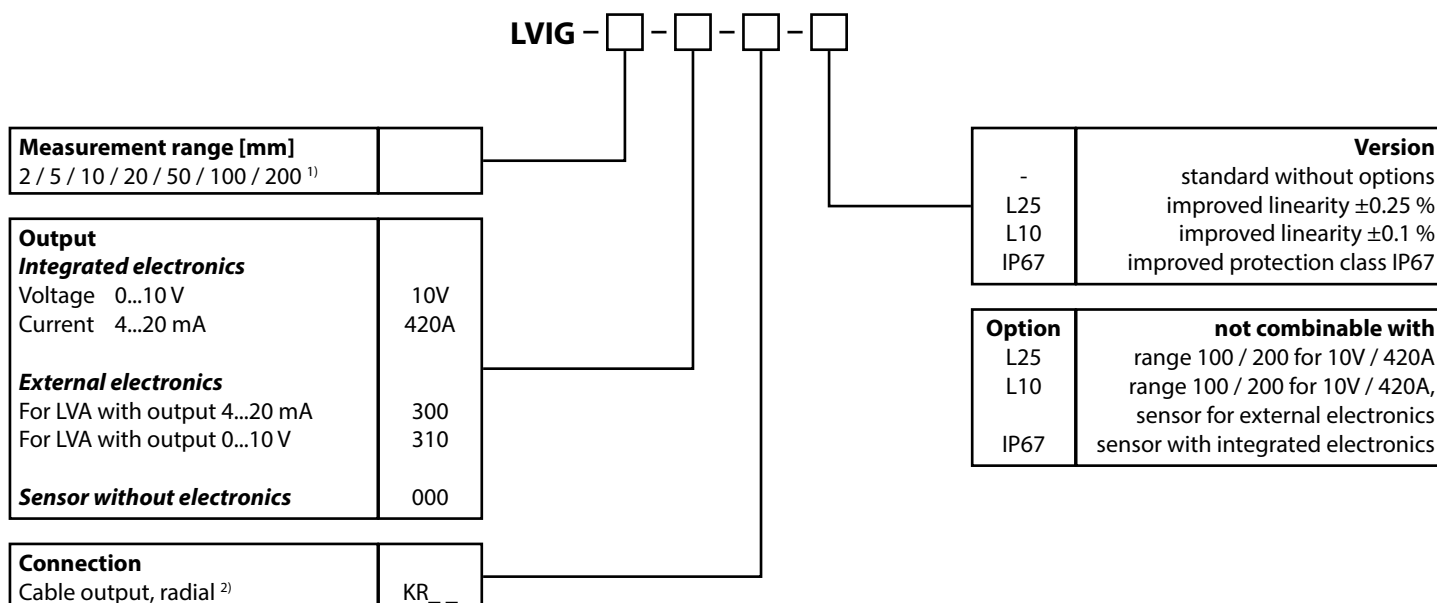 LVIG – – – –
Measurement range [mm]
2 / 5 / 10 / 20 / 50 / 100 / 200 1)
Output
Integrated electronics
Voltage 0...10 V 10V
Current 4...20 mA 420A
External electronics
For LVA with output 4...20 mA 300
For LVA with output 0...10 V 310
Sensor without electronics 000
Connection
Cable output, radial 2) KR_ _
Version
- standard without options
L25 improved linearity ±0.25 %
L10 improved linearity ±0.1 %
IP67 improved protection class IP67
Option not combinable with
L25 range 100 / 200 for 10V / 420A
L10 range 100 / 200 for 10V / 420A,
sensor for external electronics
IP67 sensor with integrated electronics